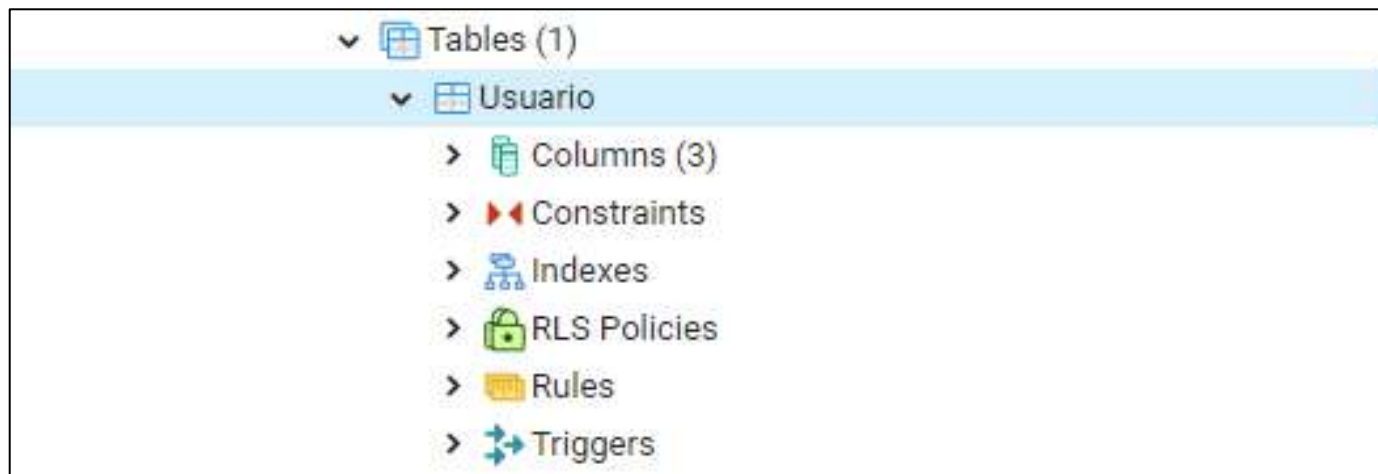 Tables (1)
Usuario
Columns (3)
Constraints
Indexes
RLS Policies
Rules
Triggers